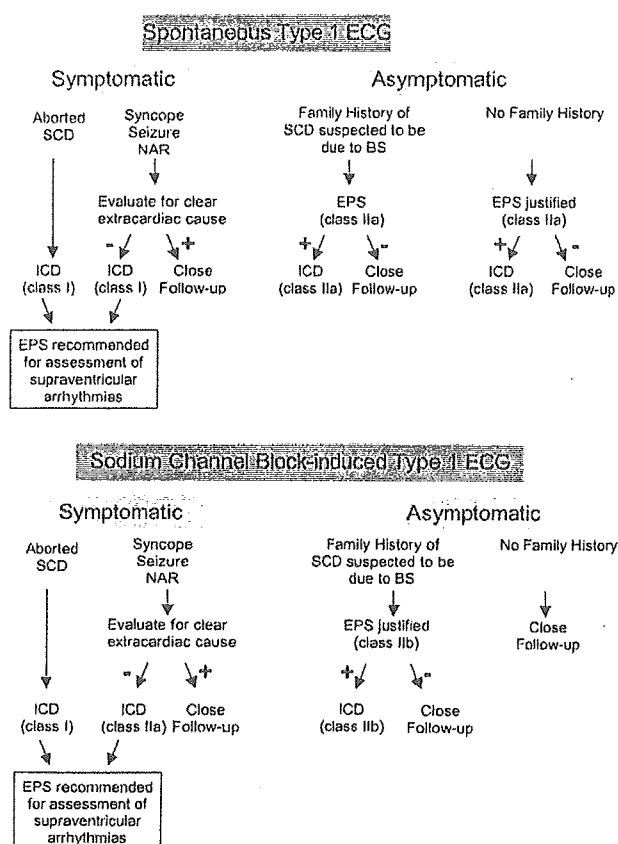 Spontaneous Type 1 ECG
Symptomatic
Asymptomatic
Aborted
SCD
Syncope
Seizure
NAR
Family History of
SCD suspected to be
due to BS
No Family History
Evaluate for clear
extracardiac cause
EPS
(class IIa)
EPS justified
(class IIa)
- +
+ -
+ -
ICD
(class I)
ICD
(class I)
Close
Follow-up
ICD
(class IIa)
Close
Follow-up
ICD
(class IIa)
Close
Follow-up
EPS recommended
for assessment of
supraventricular
arrhythmias
Sodium Channel Block-induced Type 1 ECG
Symptomatic
Asymptomatic
Aborted
SCD
Syncope
Seizure
NAR
Family History of
SCD suspected to be
due to BS
No Family History
Evaluate for clear
extracardiac cause
EPS justified
(class IIb)
Close
Follow-up
- +
+ -
ICD
(class I)
ICD
(class IIa)
Close
Follow-up
ICD
(class IIb)
Close
Follow-up
EPS recommended
for assessment of
supraventricular
arrhythmias